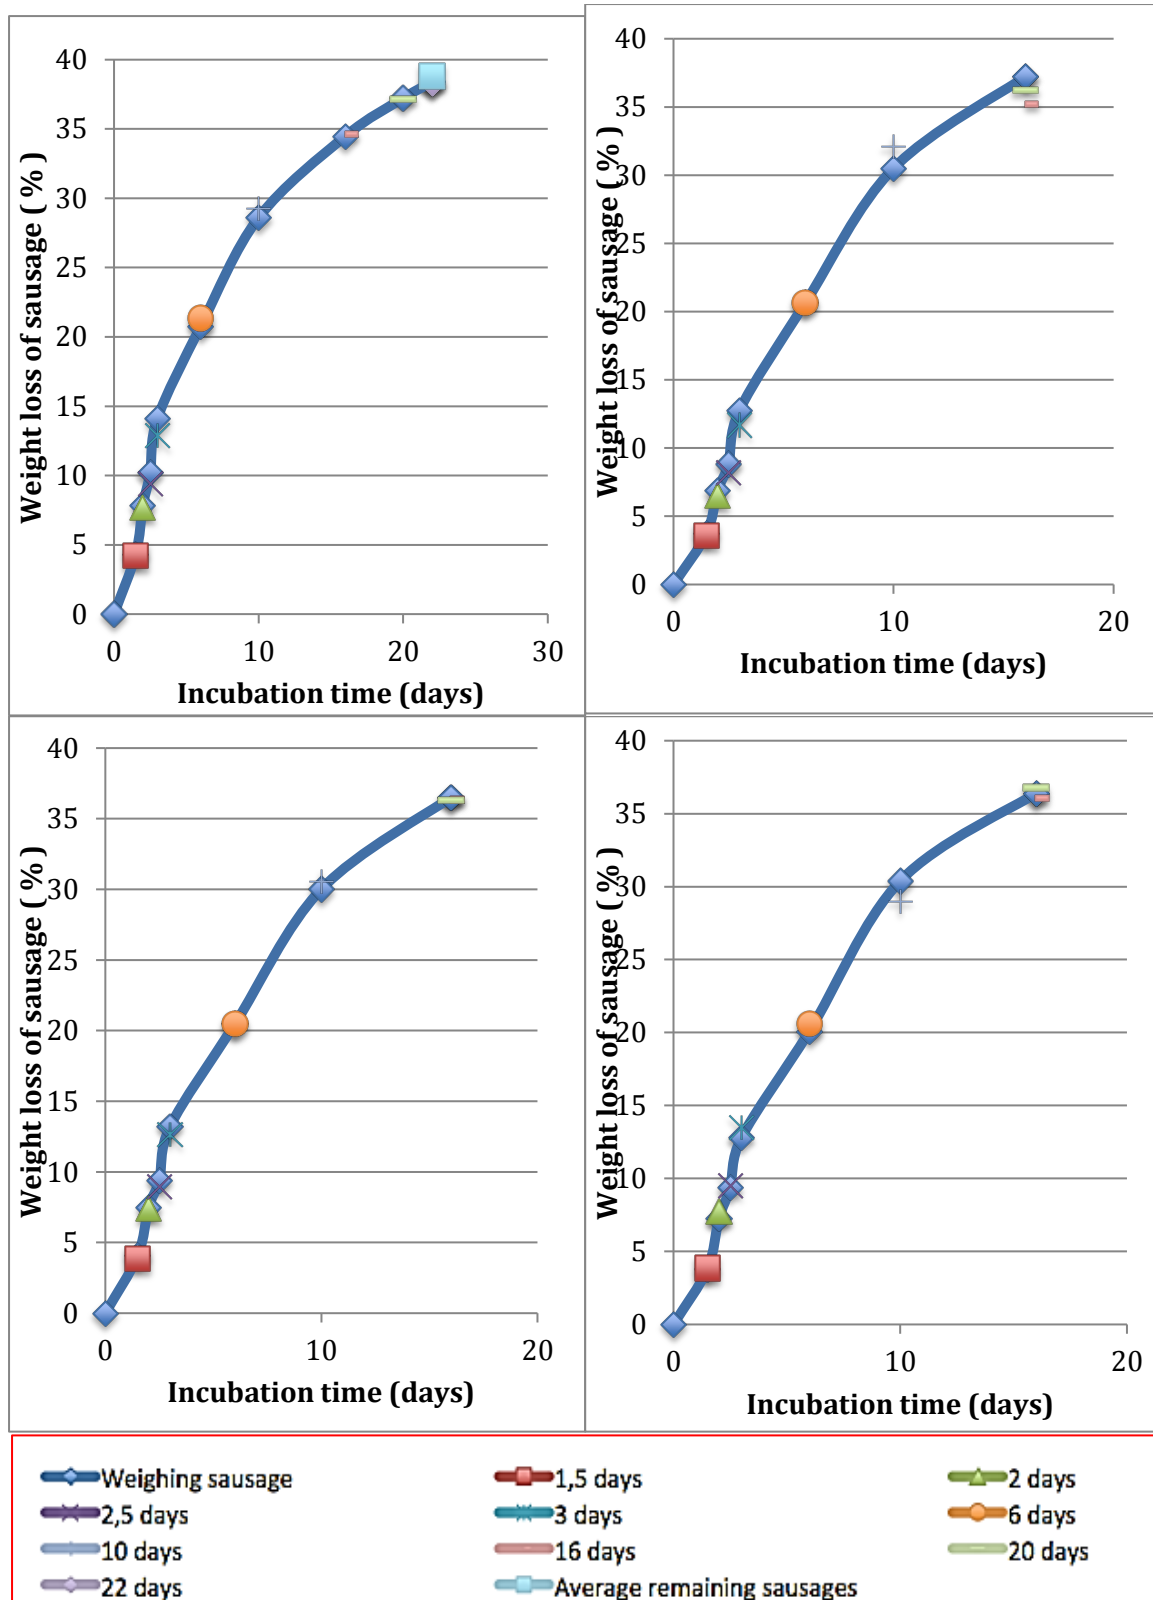 40
35
30
25
20
15
10
5
0
Weight loss of sausage ( % )
0 10 20 30
Incubation time (days)
40
35
30
25
20
15
10
5
0
Weight loss of sausage ( % )
0 10 20
Incubation time (days)
40
35
30
25
20
15
10
5
0
Weight loss of sausage ( % )
0 10 20
Incubation time (days)
40
35
30
25
20
15
10
5
0
Weight loss of sausage ( % )
0 10 20
Incubation time (days)
Weighing sausage 1,5 days 2 days
2,5 days 3 days 6 days
10 days 16 days 20 days
22 days Average remaining sausages